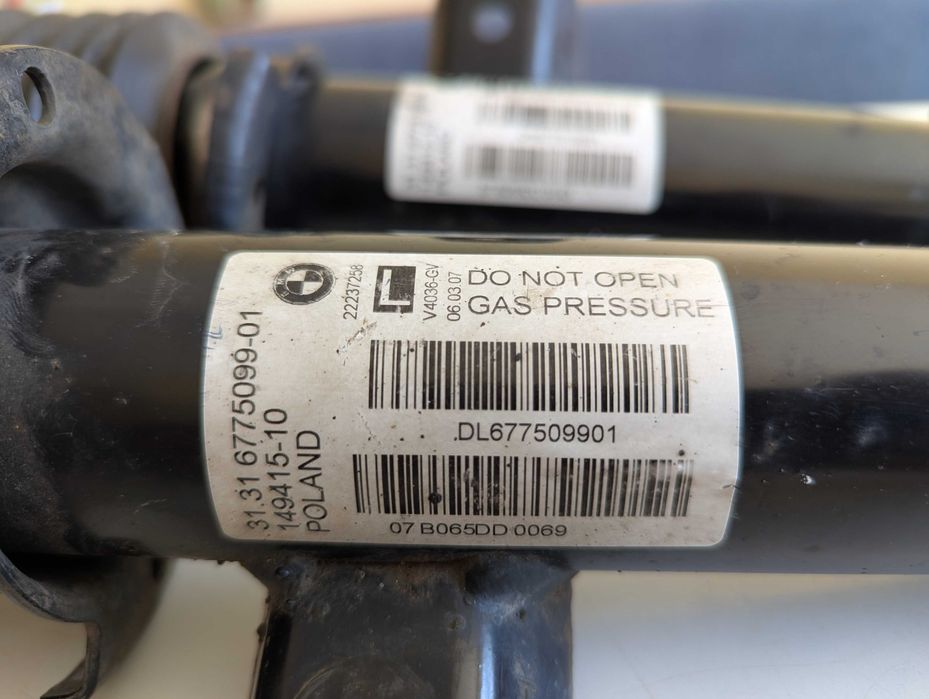 31.31 6775099-01
149415-10
POLAND
22237258
V4036-GV
06.03.07
DO NOT OPEN
GAS PRESSURE
DL677509901
07 B065DD 0069